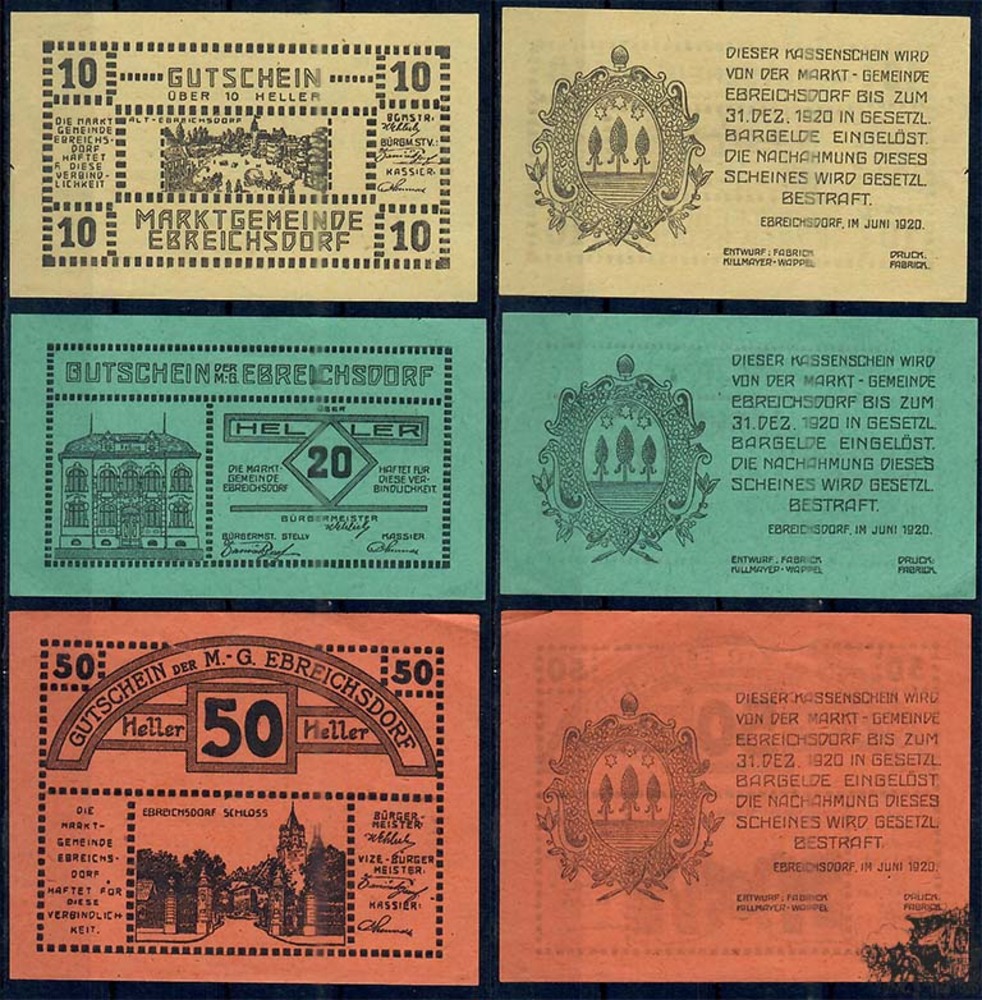 10 GUTSCHEIN 10
ÜBER 10 HELLER
DIE MARKT
GEMEINDE
EBREICHS-
DORF
HAFTET
F. DIESE
VERBIND-
LICHKEIT
ALT-EBREICHSDORF
BGMSTR:
BÜRGM.STV.:
KASSIER:
10 MARKTGEMEINDE 10
EBREICHSDORF
DIESER KASSENSCHEIN WIRD
VON DER MARKT-GEMEINDE
EBREICHSDORF BIS ZUM
31.DEZ. 1920 IN GESETZL.
BARGELDE EINGELÖST.
DIE NACHAHMUNG DIESES
SCHEINES WIRD GESETZL.
BESTRAFT.
EBREICHSDORF, IM JUNI 1920.
ENTWURF: FABRICK
KILLMAYER-WAPPEL
DRUCK:
FABRICK.
GUTSCHEIN DER M.G. EBREICHSDORF
ÜBER
HELLER
20
DIE MARKT-
GEMEINDE
EBREICHSDORF
HAFTET FÜR
DIESE VER-
BINDLICHKEIT.
BÜRGERMEISTER
BÜRGERMST. STELLV
KASSIER.
DIESER KASSENSCHEIN WIRD
VON DER MARKT-GEMEINDE
EBREICHSDORF BIS ZUM
31.DEZ. 1920 IN GESETZL.
BARGELDE EINGELÖST.
DIE NACHAHMUNG DIESES
SCHEINES WIRD GESETZL.
BESTRAFT.
EBREICHSDORF, IM JUNI 1920.
ENTWURF: FABRICK
KILLMAYER-WAPPEL
DRUCK:
FABRICK.
50 50
GUTSCHEIN DER M.-G. EBREICHSDORF
Heller 50 Heller
DIE
MARKT-
GEMEINDE
EBREICHS-
DORF
HAFTET FÜR
DIESE
VERBINDLICH-
KEIT.
EBREICHSDORF SCHLOSS
BÜRGER-
MEISTER:
VIZE-BÜRGER
MEISTER:
KASSIER:
DIESER KASSENSCHEIN WIRD
VON DER MARKT-GEMEINDE
EBREICHSDORF BIS ZUM
31.DEZ. 1920 IN GESETZL.
BARGELDE EINGELÖST.
DIE NACHAHMUNG DIESES
SCHEINES WIRD GESETZL.
BESTRAFT.
EBREICHSDORF, IM JUNI 1920.
ENTWURF: FABRICK
KILLMAYER-WAPPEL
DRUCK:
FABRICK.